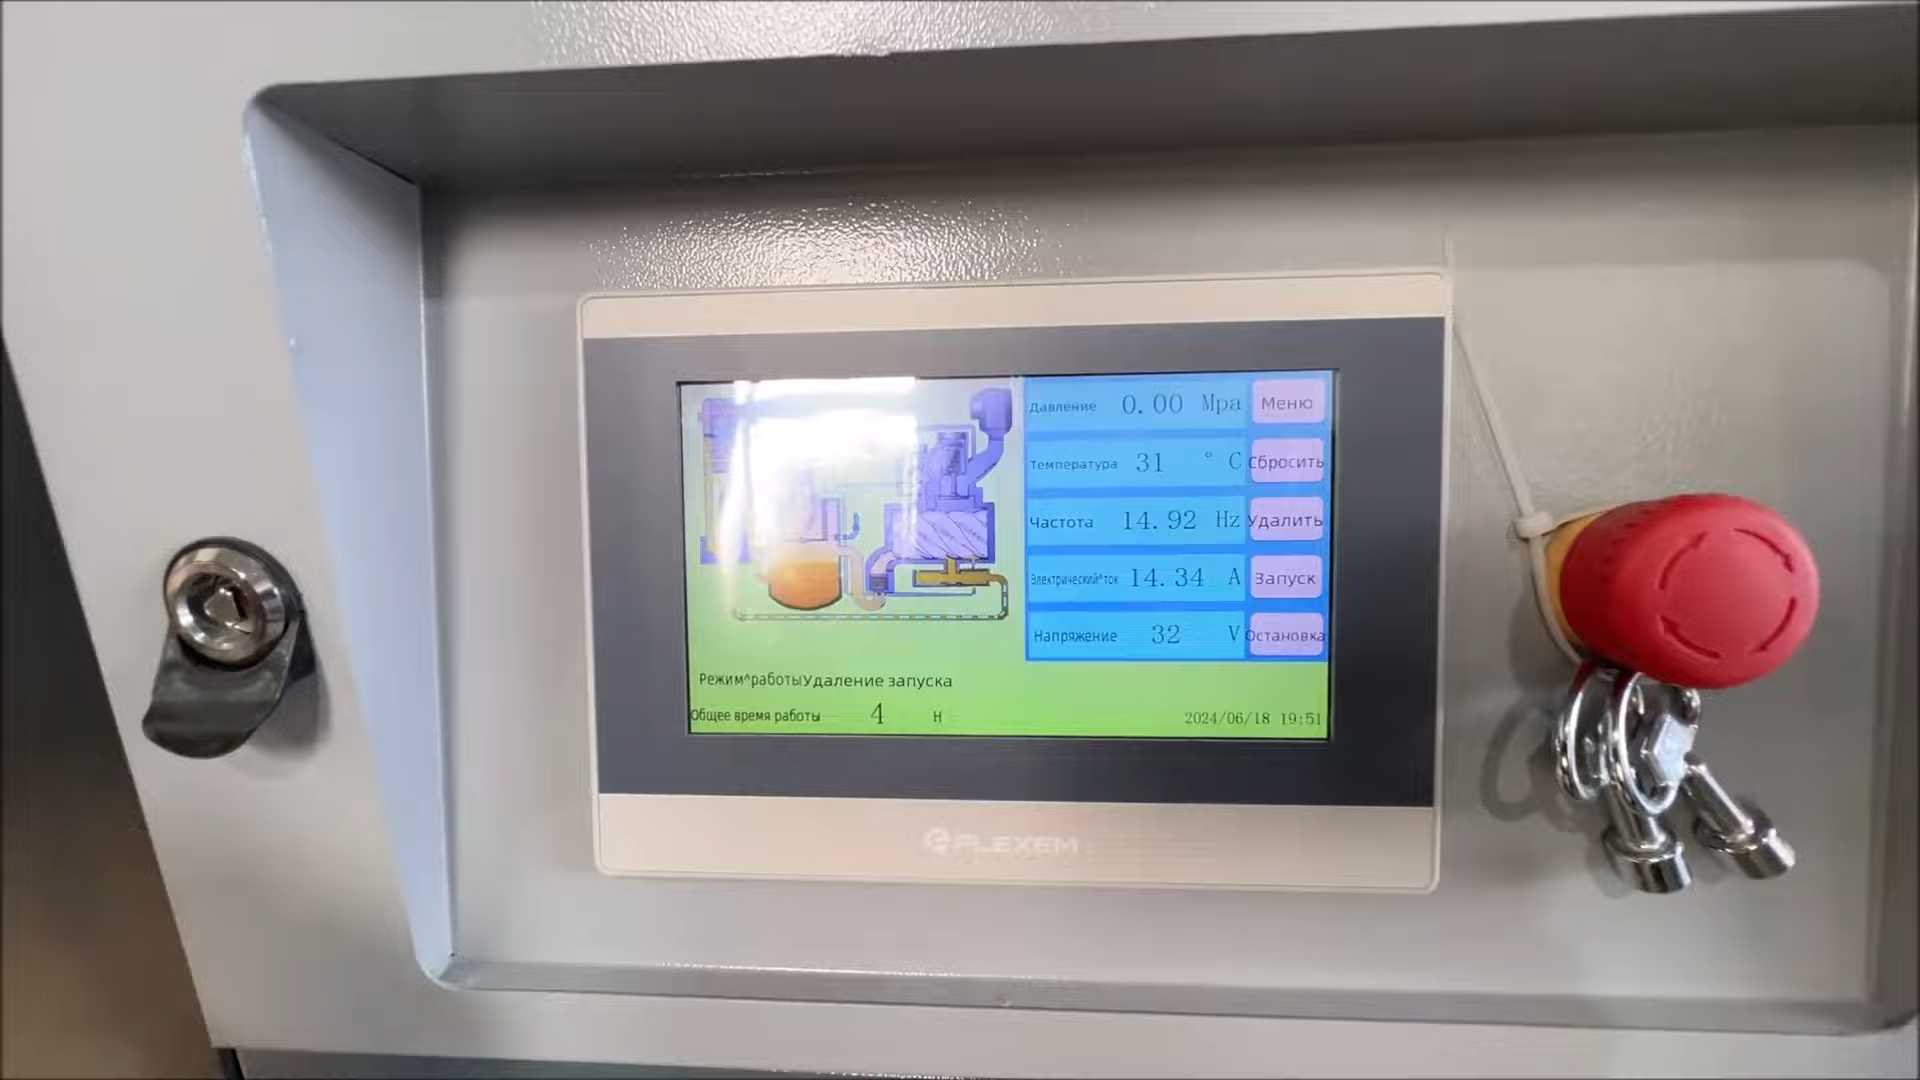 Давление 0.00 Mpa Меню
Температура 31 ° C Сбросить
Частота 14.92 Hz Удалить
Электрический^ток 14.34 A Запуск
Напряжение 32 V Остановка
Режим^работыУдаление запуска
Общее время работы 4 H
2024/06/18 19:51
FLEXEM